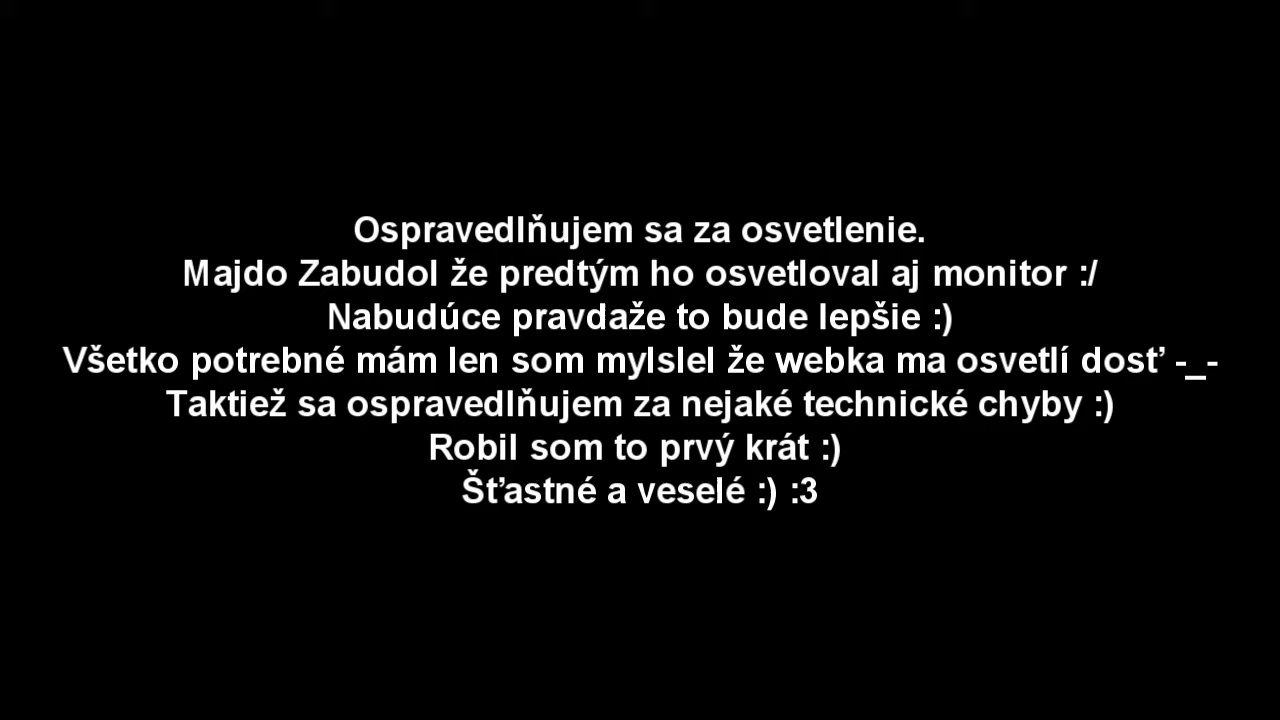 Ospravedlňujem sa za osvetlenie.
Majdo Zabudol že predtým ho osvetloval aj monitor :/
Nabudúce pravdaže to bude lepšie :)
Všetko potrebné mám len som mylslel že webka ma osvetlí dosť -_-
Taktiež sa ospravedlňujem za nejaké technické chyby :)
Robil som to prvý krát :)
Šťastné a veselé :) :3